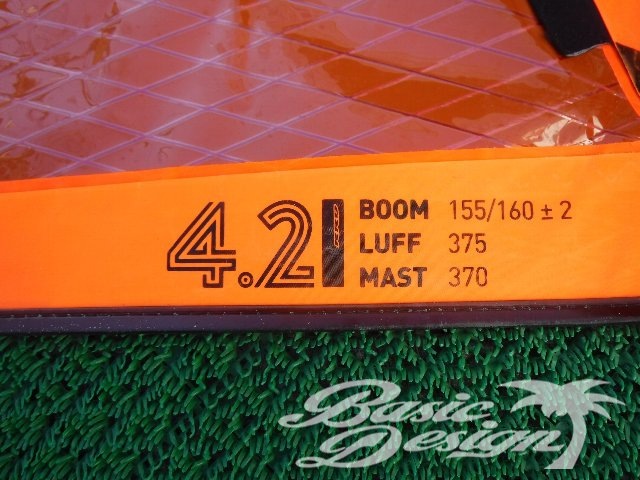 4.2
BOOM 155/160 ± 2
LUFF 375
MAST 370
Basic
Design